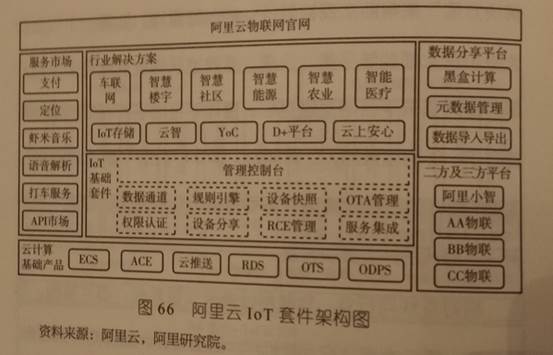 阿里云物联网官网
服务市场
支付
定位
虾米音乐
语音解析
打车服务
API市场
行业解决方案
车联网
智慧楼宇
智慧社区
智慧能源
智慧农业
智能医疗
IoT存储
云智
YoC
D+平台
云上安心
IoT基础套件
管理控制台
数据通道
规则引擎
设备快照
OTA管理
权限认证
设备分享
RCE管理
服务集成
数据分享平台
黑盒计算
元数据管理
数据导入导出
二方及三方平台
阿里小智
AA物联
BB物联
CC物联
云计算
基础产品
ECS
ACE
云推送
RDS
OTS
ODPS
图 66 阿里云 IoT 套件架构图
资料来源：阿里云，阿里研究院。